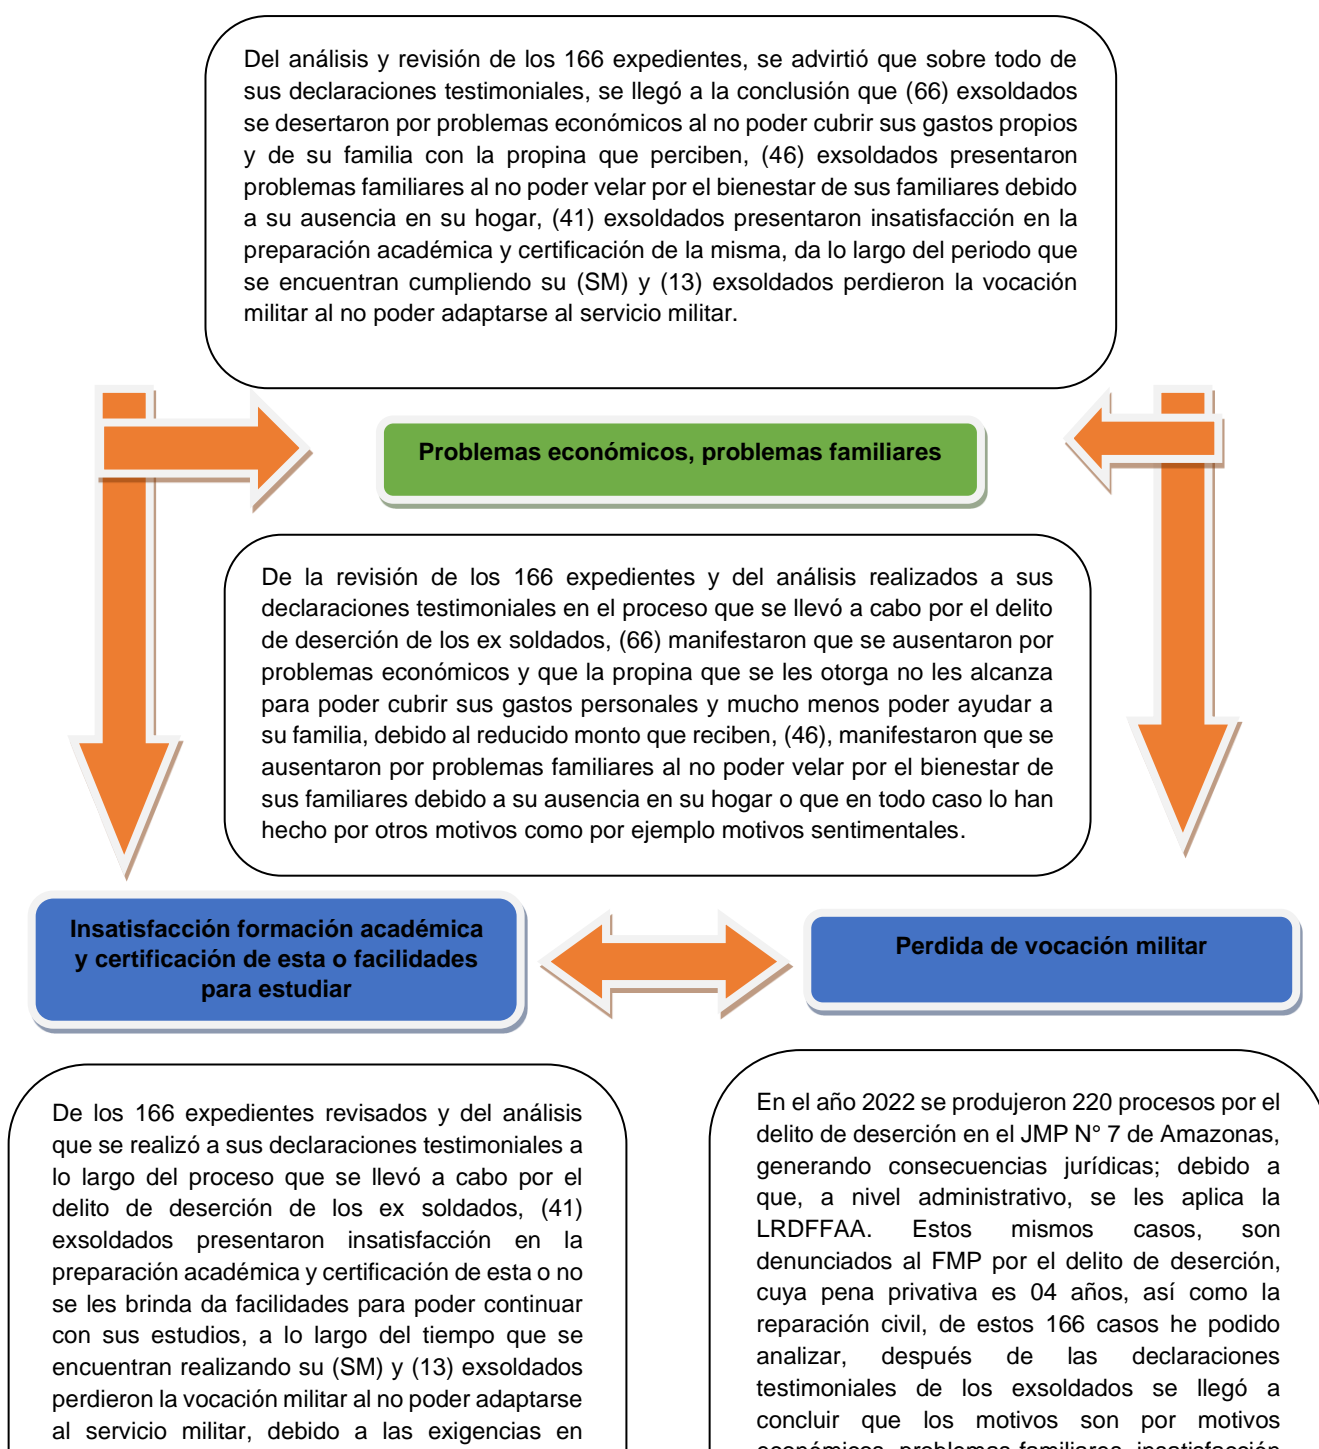 Del análisis y revisión de los 166 expedientes, se advirtió que sobre todo de
sus declaraciones testimoniales, se llegó a la conclusión que (66) exsoldados
se desertaron por problemas económicos al no poder cubrir sus gastos propios
y de su familia con la propina que perciben, (46) exsoldados presentaron
problemas familiares al no poder velar por el bienestar de sus familiares debido
a su ausencia en su hogar, (41) exsoldados presentaron insatisfacción en la
preparación académica y certificación de la misma, da lo largo del periodo que
se encuentran cumpliendo su (SM) y (13) exsoldados perdieron la vocación
militar al no poder adaptarse al servicio militar.
Problemas económicos, problemas familiares
De la revisión de los 166 expedientes y del análisis realizados a sus
declaraciones testimoniales en el proceso que se llevó a cabo por el delito
de deserción de los ex soldados, (66) manifestaron que se ausentaron por
problemas económicos y que la propina que se les otorga no les alcanza
para poder cubrir sus gastos personales y mucho menos poder ayudar a
su familia, debido al reducido monto que reciben, (46), manifestaron que se
ausentaron por problemas familiares al no poder velar por el bienestar de
sus familiares debido a su ausencia en su hogar o que en todo caso lo han
hecho por otros motivos como por ejemplo motivos sentimentales.
Insatisfacción formación académica
y certificación de esta o facilidades
para estudiar
Perdida de vocación militar
De los 166 expedientes revisados y del análisis
que se realizó a sus declaraciones testimoniales a
lo largo del proceso que se llevó a cabo por el
delito de deserción de los ex soldados, (41)
exsoldados presentaron insatisfacción en la
preparación académica y certificación de esta o no
se les brinda da facilidades para poder continuar
con sus estudios, a lo largo del tiempo que se
encuentran realizando su (SM) y (13) exsoldados
perdieron la vocación militar al no poder adaptarse
al servicio militar, debido a las exigencias en
En el año 2022 se produjeron 220 procesos por el
delito de deserción en el JMP N° 7 de Amazonas,
generando consecuencias jurídicas; debido a
que, a nivel administrativo, se les aplica la
LRDFFAA. Estos mismos casos, son
denunciados al FMP por el delito de deserción,
cuya pena privativa es 04 años, así como la
reparación civil, de estos 166 casos he podido
analizar, después de las declaraciones
testimoniales de los exsoldados se llegó a
concluir que los motivos son por motivos
económicos, problemas familiares, insatisfacción